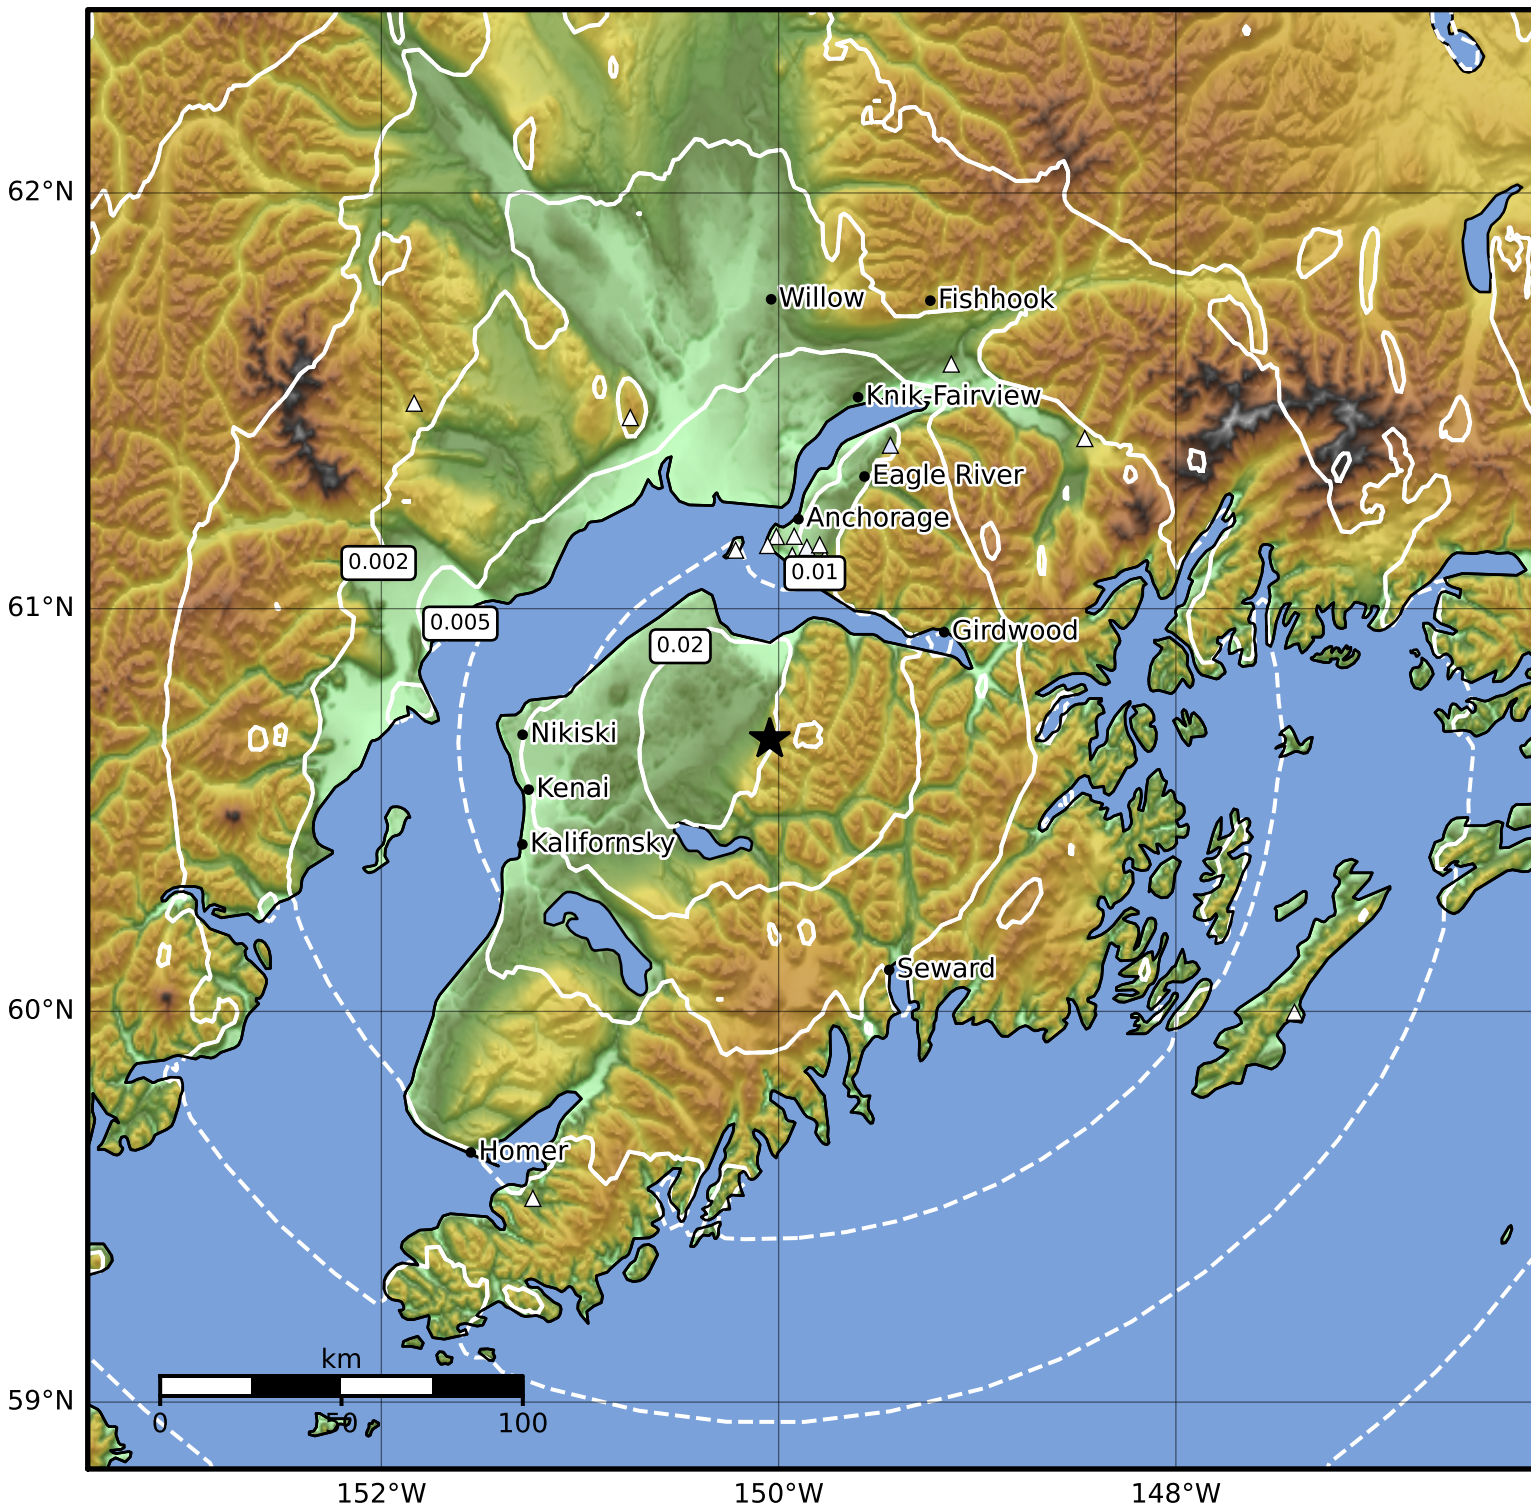 62°N
Willow
Fishhook
Knik-Fairview
Eagle River
Anchorage
0.002
0.01
61°N
0.005
Girdwood
0.02
Nikiski
Kenai
Kalifornsky
Seward
60°N
Homer
km
59°N
0 50 100
152°W 150°W 148°W